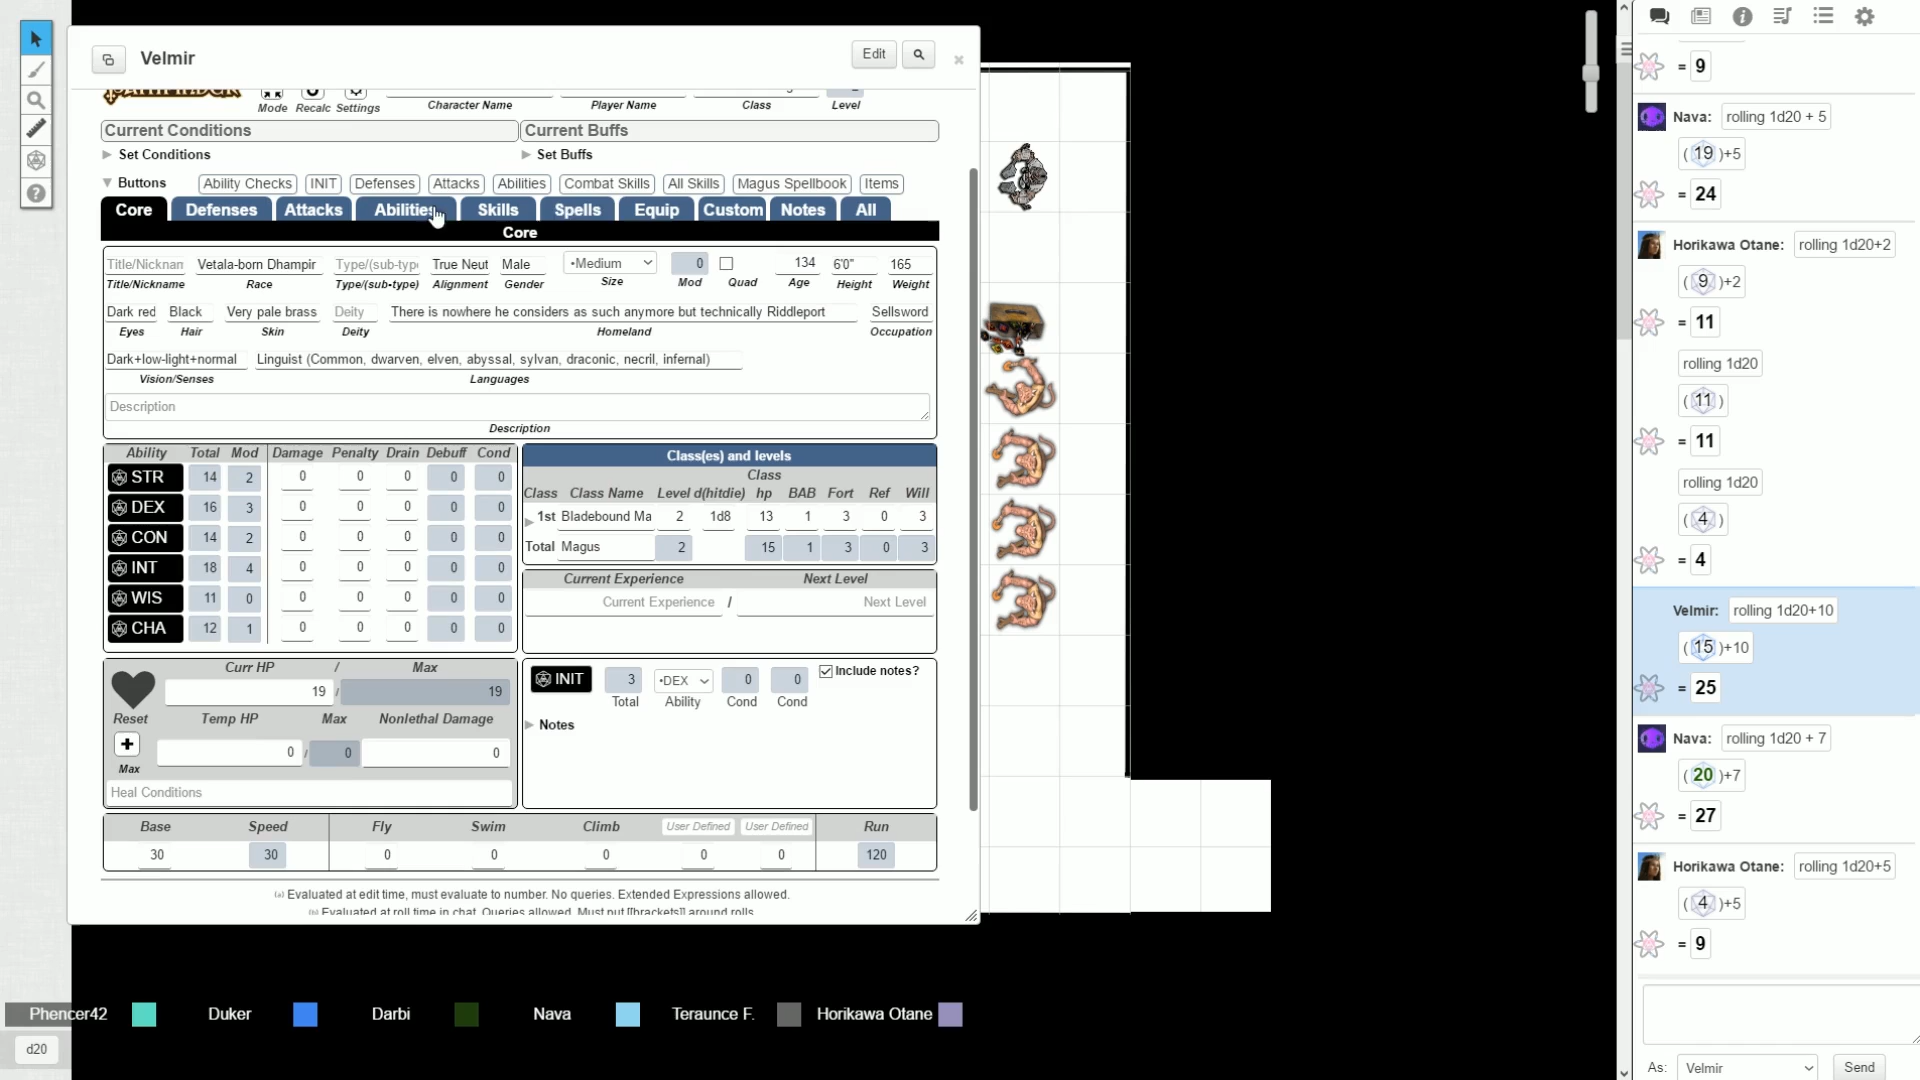 Velmir
Edit
Mode Recalc Settings Character Name Player Name Class Level
Current Conditions Current Buffs
Set Conditions Set Buffs
Buttons Ability Checks INIT Defenses Attacks Abilities Combat Skills All Skills Magus Spellbook Items
Core Defenses Attacks Abilities Skills Spells Equip Custom Notes All
Core
Title/Nicknan Vetala-born Dhampir Type/(sub-typ True Neut Male •Medium 0 134 6'0" 165
Title/Nickname Race Type/(sub-type) Alignment Gender Size Mod Quad Age Height Weight
Dark red Black Very pale brass Deity There is nowhere he considers as such anymore but technically Riddleport Sellsword
Eyes Hair Skin Deity Homeland Occupation
Dark+low-light+normal Linguist (Common, dwarven, elven, abyssal, sylvan, draconic, necril, infernal)
Vision/Senses Languages
Description
Description
Ability Total Mod Damage Penalty Drain Debuff Cond
STR 14 2 0 0 0 0 0
DEX 16 3 0 0 0 0 0
CON 14 2 0 0 0 0 0
INT 18 4 0 0 0 0 0
WIS 11 0 0 0 0 0 0
CHA 12 1 0 0 0 0 0
Class(es) and levels
Class
Class Class Name Level d(hitdie) hp BAB Fort Ref Will
1st Bladebound Ma 2 1d8 13 1 3 0 3
Total Magus 2 15 1 3 0 3
Current Experience Next Level
Current Experience / Next Level
Curr HP / Max
19 / 19
Reset Temp HP Max Nonlethal Damage
0 / 0 0
Max
Heal Conditions
INIT 3 •DEX 0 0 Include notes?
Total Ability Cond Cond
Notes
Base Speed Fly Swim Climb User Defined User Defined Run
30 30 0 0 0 0 0 120
(a) Evaluated at edit time, must evaluate to number. No queries. Extended Expressions allowed.
Evaluated at roll time in chat. Queries allowed. Must put [[brackets]] around rolls
= 9
Nava: rolling 1d20 + 5
(19)+5
= 24
Horikawa Otane: rolling 1d20+2
(9)+2
= 11
rolling 1d20
(11)
= 11
rolling 1d20
(4)
= 4
Velmir: rolling 1d20+10
(15)+10
= 25
Nava: rolling 1d20 + 7
(20)+7
= 27
Horikawa Otane: rolling 1d20+5
(4)+5
= 9
As: Velmir Send
Phencer42 Duker Darbi Nava Teraunce F. Horikawa Otane
d20